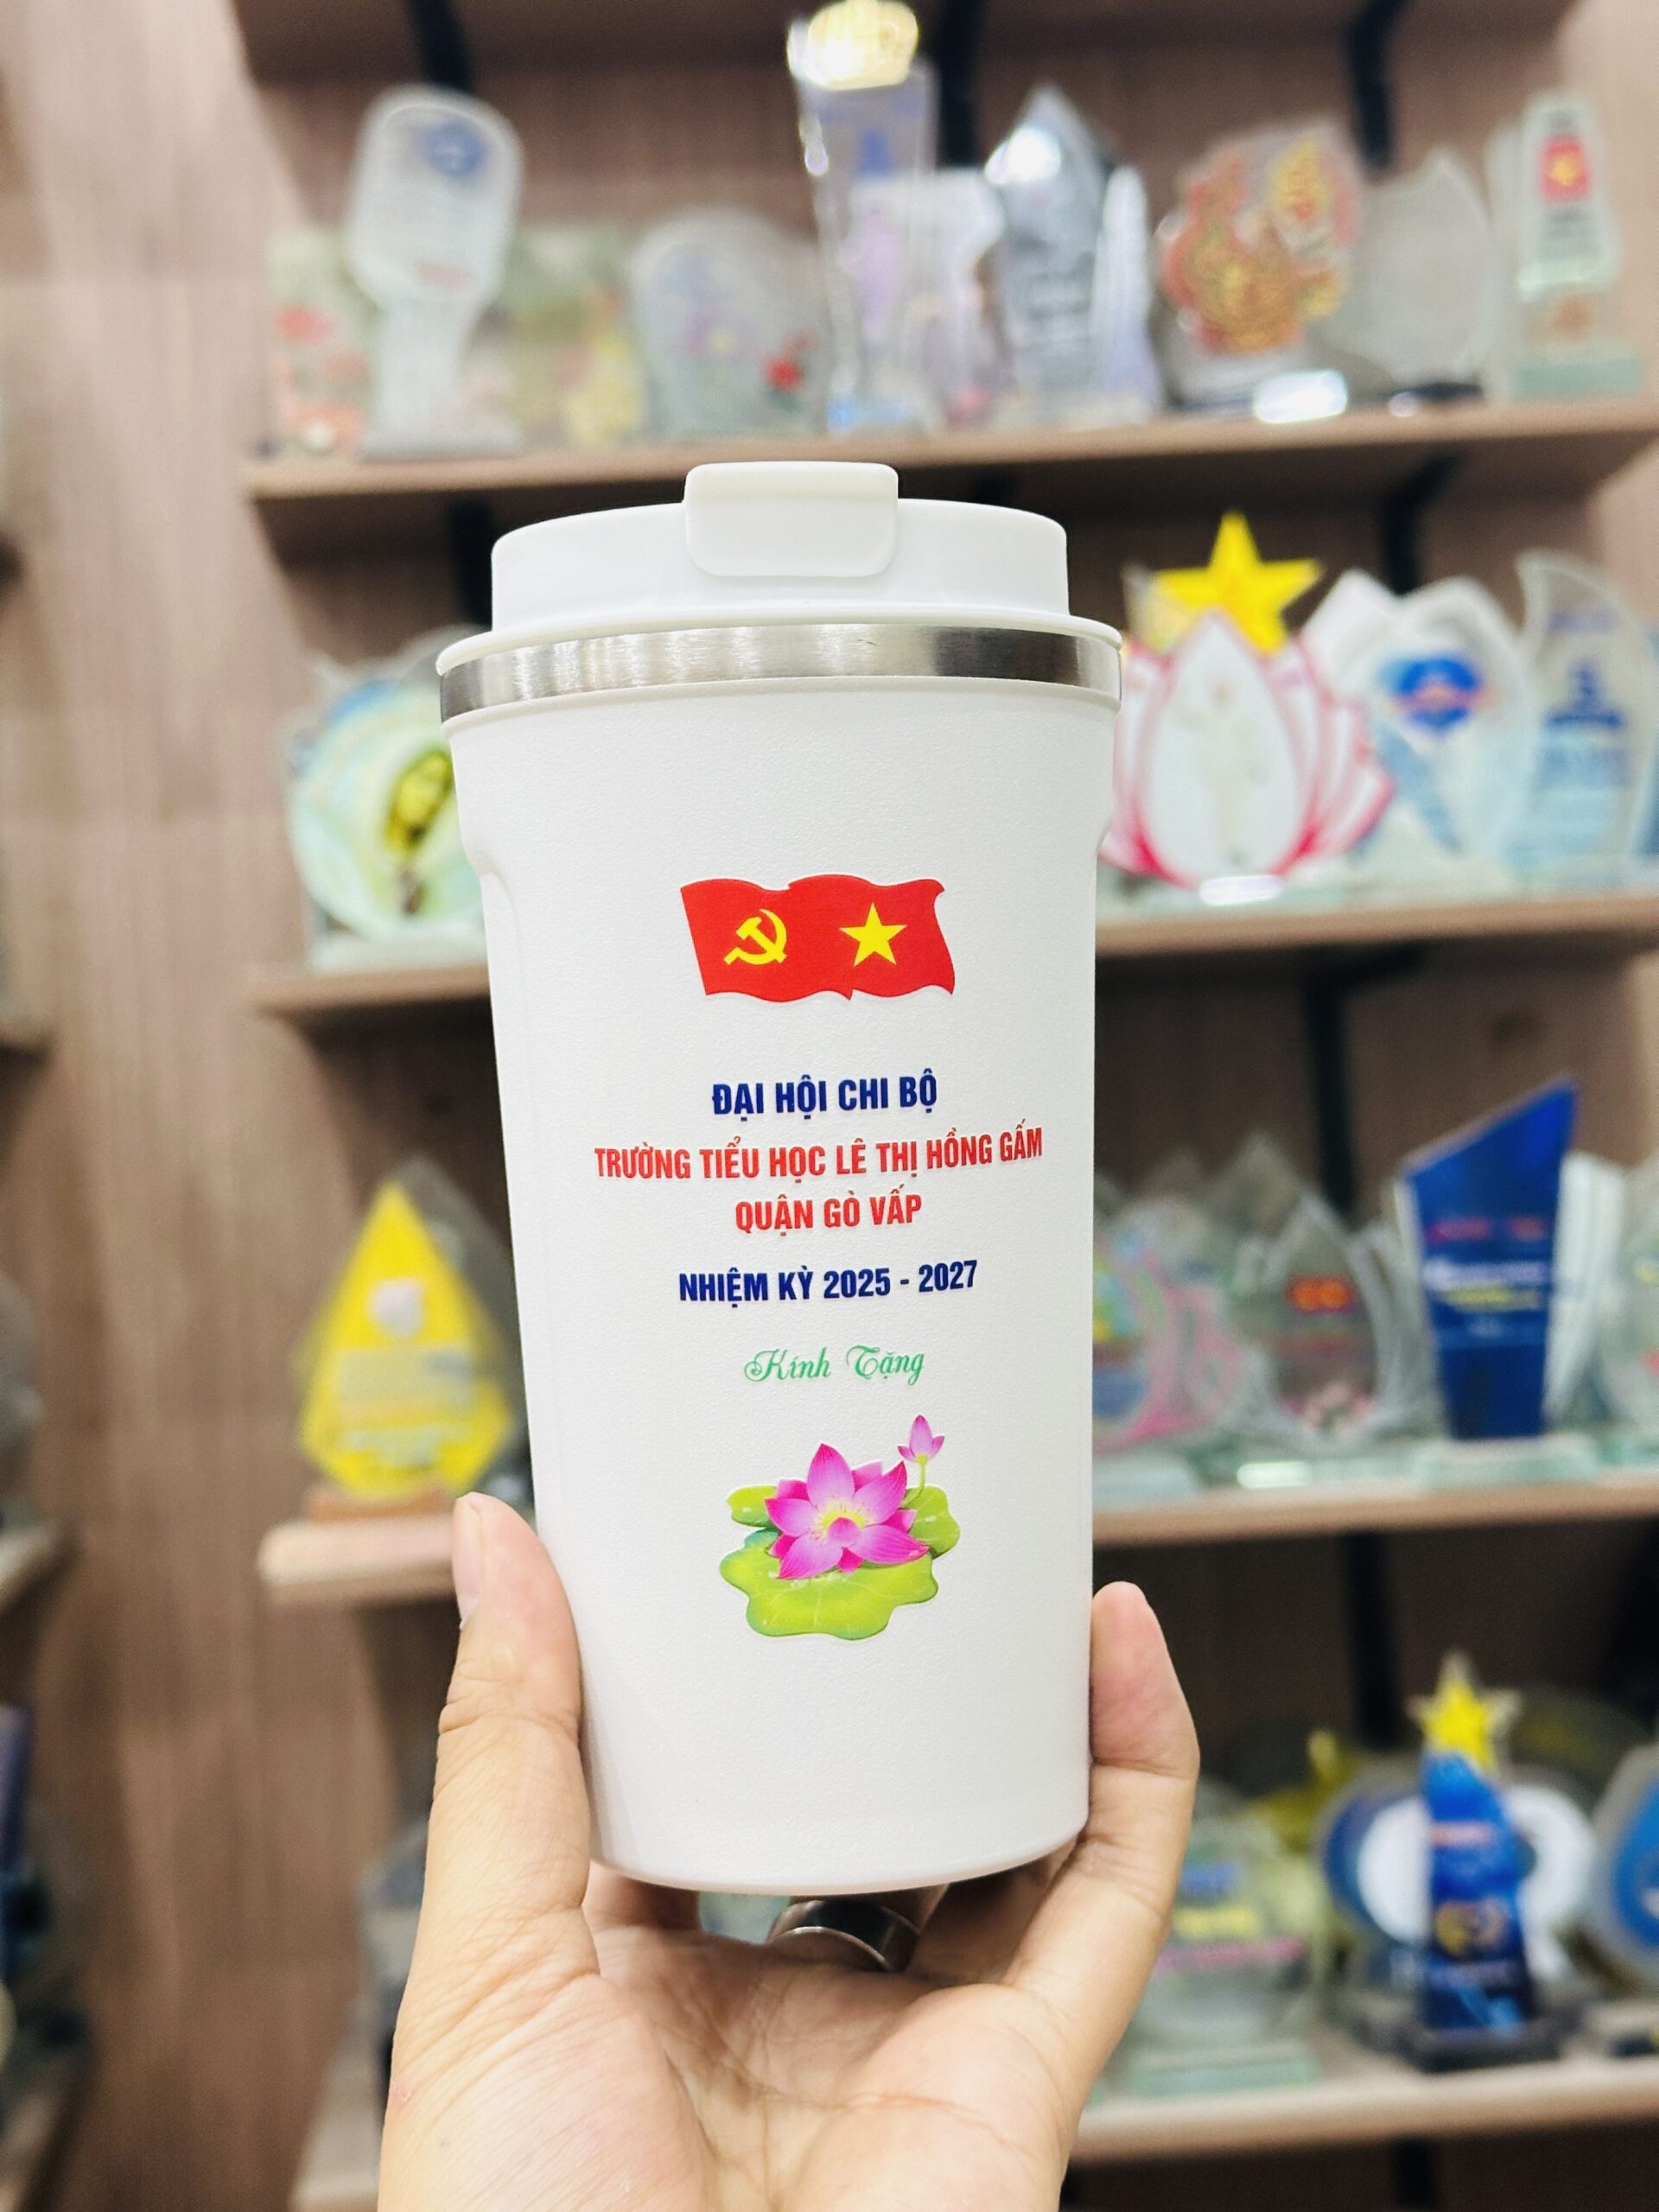 ĐẠI HỘI CHI BỘ
TRƯỜNG TIỂU HỌC LÊ THỊ HỒNG GẤM
QUẬN GÒ VẤP
NHIỆM KỲ 2025 - 2027
Kính Tặng